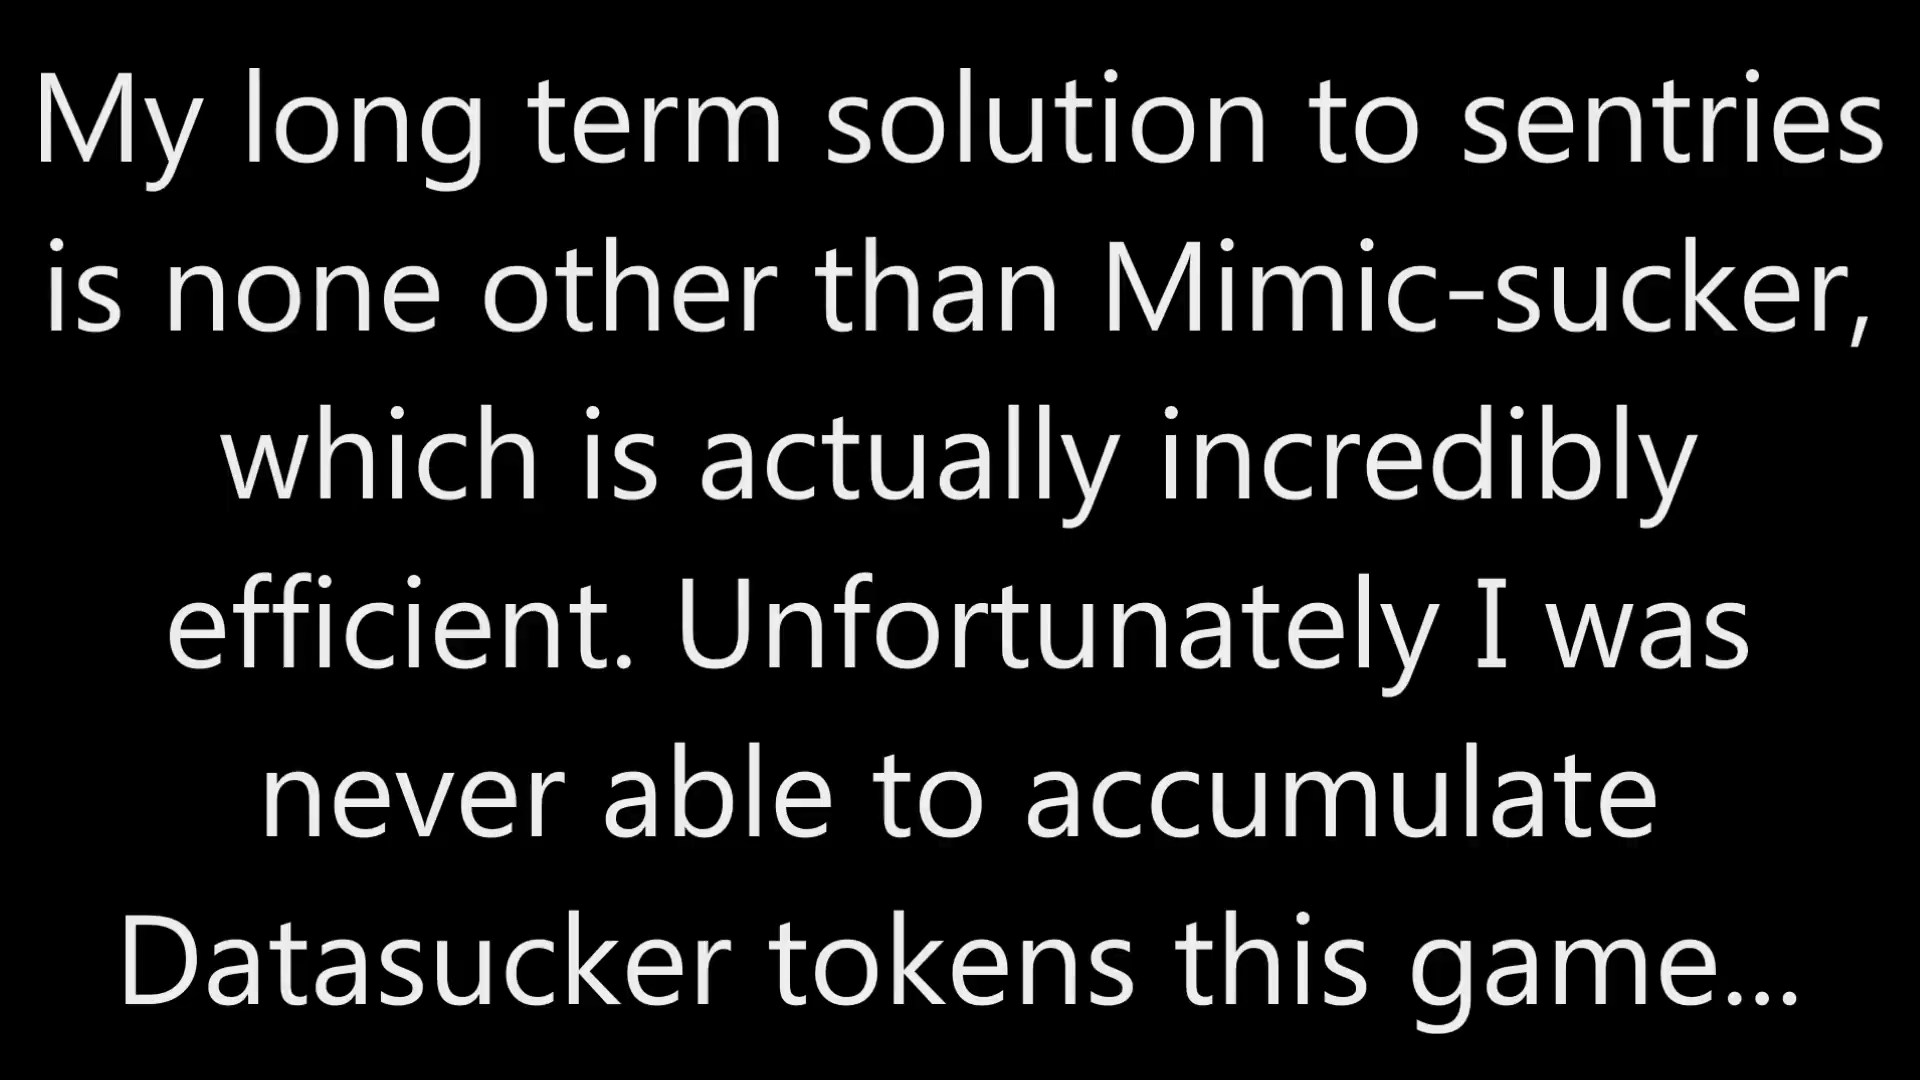 My long term solution to sentries
is none other than Mimic-sucker,
which is actually incredibly
efficient. Unfortunately I was
never able to accumulate
Datasucker tokens this game...